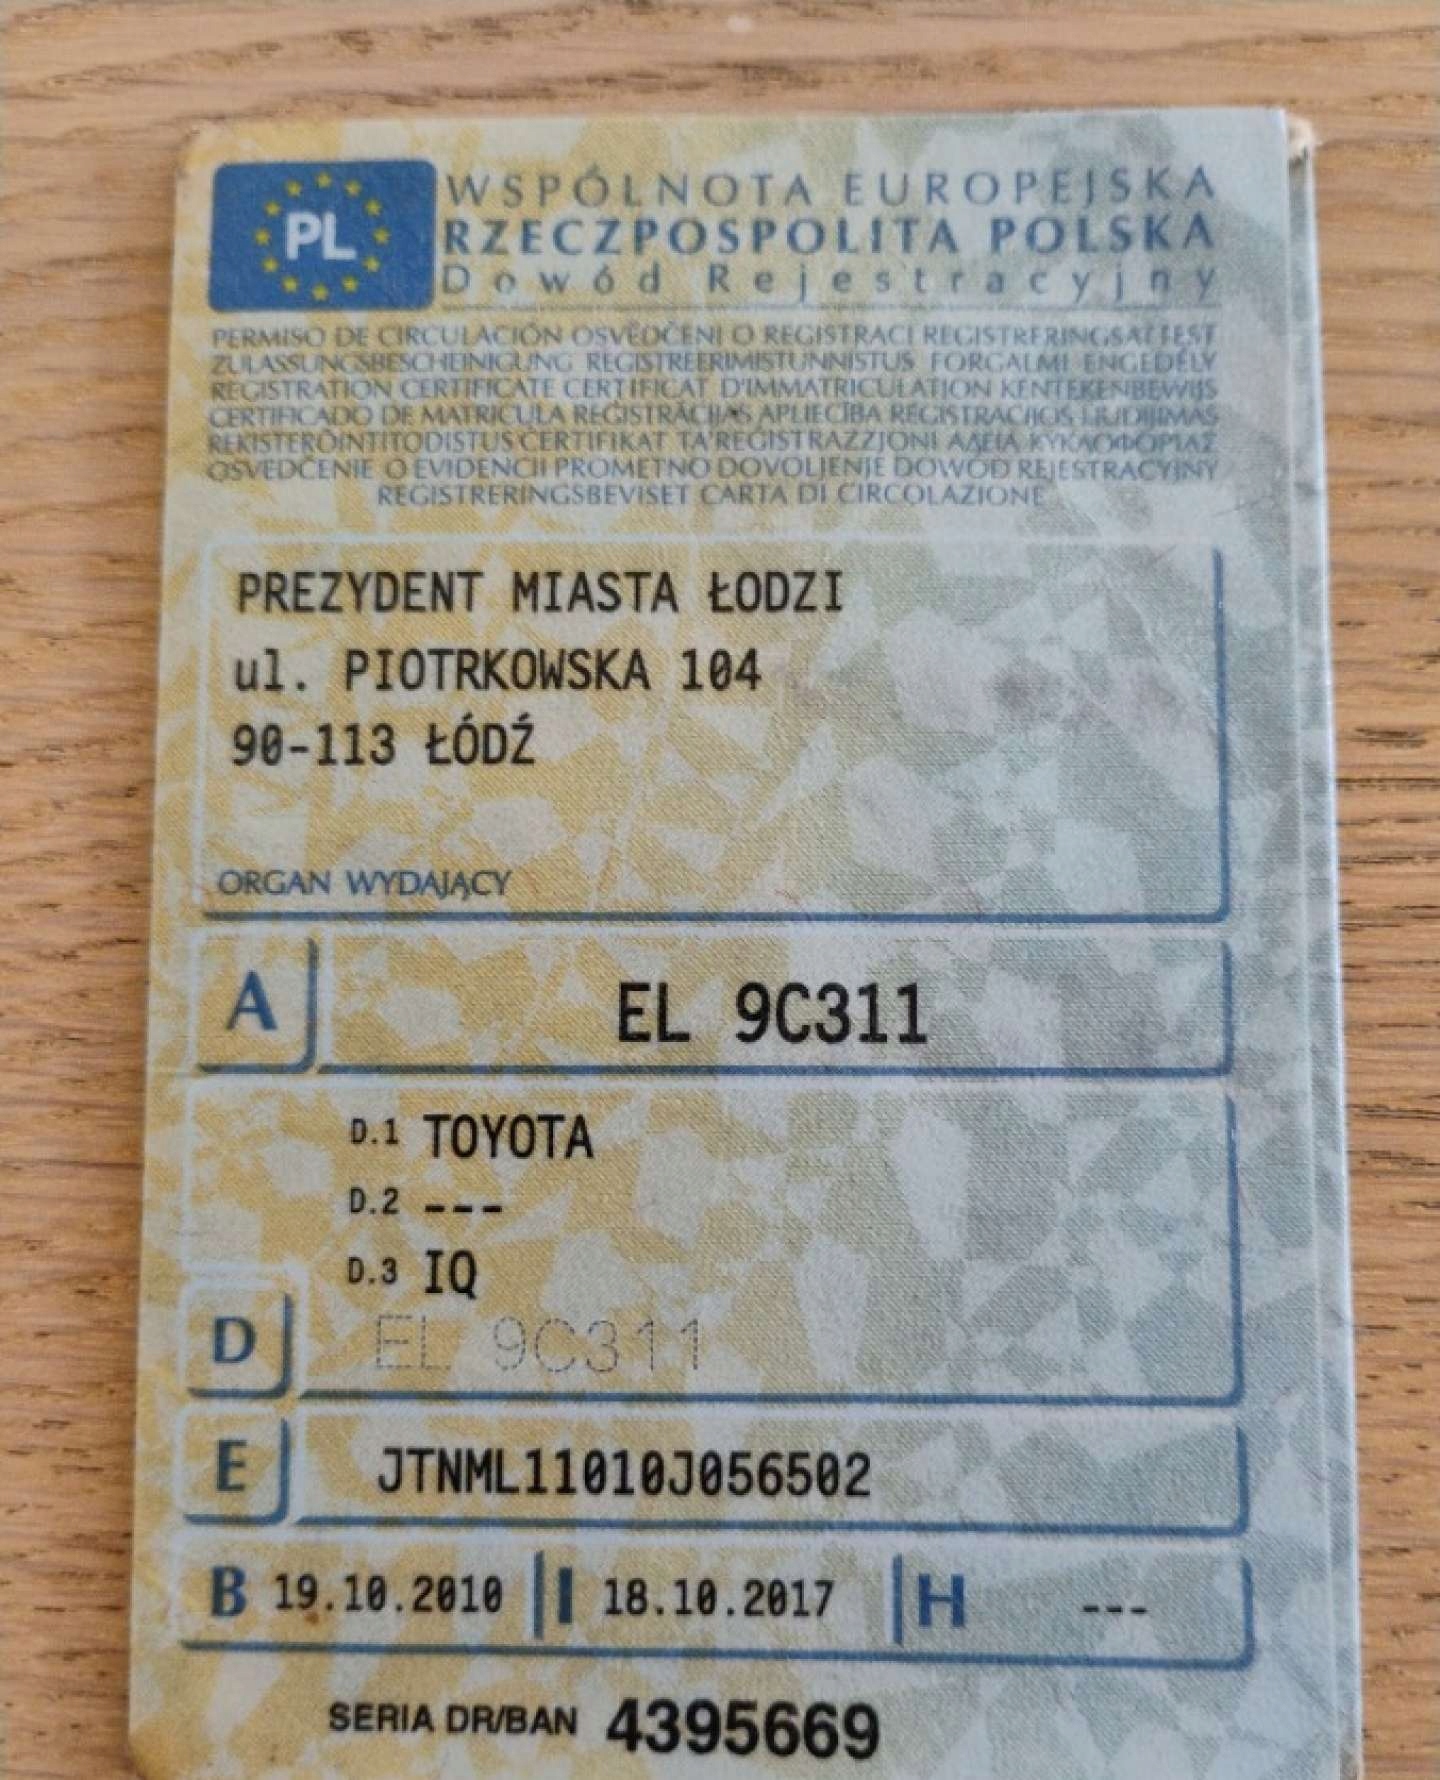 PL
WSPÓLNOTA EUROPEJSKA
RZECZPOSPOLITA POLSKA
Dowód Rejestracyjny
PERMISO DE CIRCULACIÓN OSVĚDČENI O REGISTRACI REGISTRERINGSATTEST
ZULASSUNGSBESCHEINIGUNG REGISTREERIMISTUNNISTUS FORGALMI ENGEDÉLY
REGISTRATION CERTIFICATE CERTIFICAT D'IMMATRICULATION KENTEKENBEWIJS
CERTIFICADO DE MATRICULA REGISTRĀCIJAS APLIECĪBA REGISTRACIJOS LIUDIJIMAS
REKISTERÖINTITODISTUS CERTIFIKAT TA'REGISTRAZZJONI ΑΔΕΙΑ ΚΥΚΛΟΦΟΡΙΑΣ
OSVEDČENIE O EVIDENCII PROMETNO DOVOLJENJE DOWÓD REJESTRACYJNY
REGISTRERINGSBEVISET CARTA DI CIRCOLAZIONE
PREZYDENT MIASTA ŁODZI
ul. PIOTRKOWSKA 104
90-113 ŁÓDŹ
ORGAN WYDAJĄCY
A EL 9C311
D.1 TOYOTA
D.2 ---
D.3 IQ
D EL 9C311
E JTNML11010J056502
B 19.10.2010 I 18.10.2017 H ---
SERIA DR/BAN 4395669